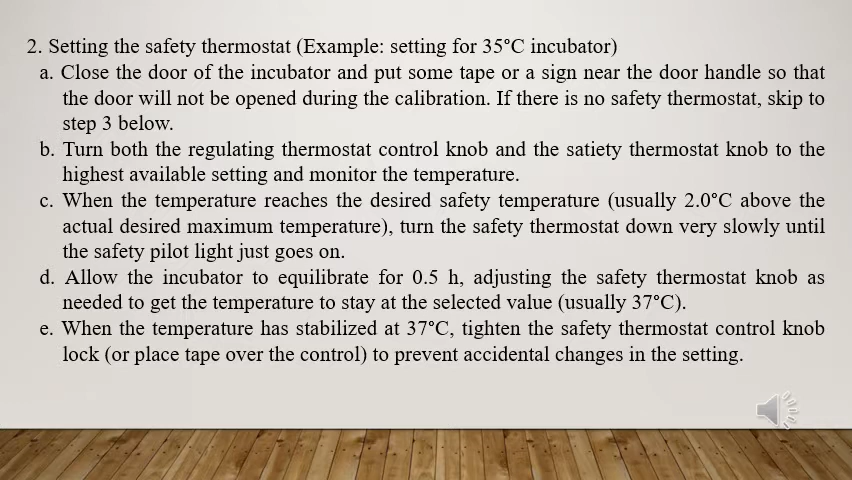 2. Setting the safety thermostat (Example: setting for 35°C incubator)
a. Close the door of the incubator and put some tape or a sign near the door handle so that
the door will not be opened during the calibration. If there is no safety thermostat, skip to
step 3 below.
b. Turn both the regulating thermostat control knob and the satiety thermostat knob to the
highest available setting and monitor the temperature.
c. When the temperature reaches the desired safety temperature (usually 2.0°C above the
actual desired maximum temperature), turn the safety thermostat down very slowly until
the safety pilot light just goes on.
d. Allow the incubator to equilibrate for 0.5 h, adjusting the safety thermostat knob as
needed to get the temperature to stay at the selected value (usually 37°C).
e. When the temperature has stabilized at 37°C, tighten the safety thermostat control knob
lock (or place tape over the control) to prevent accidental changes in the setting.